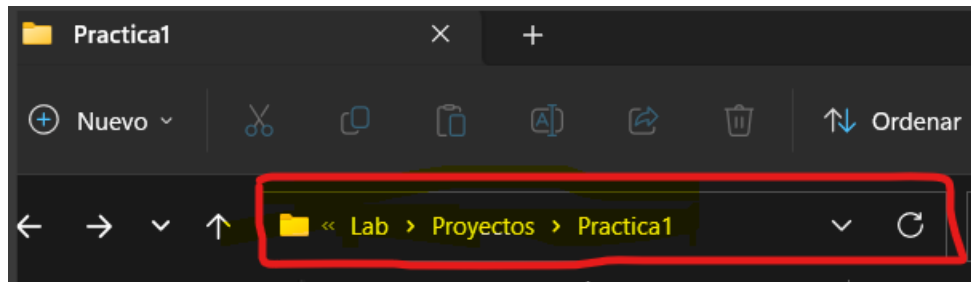 Practica1
Nuevo
Ordenar
« Lab > Proyectos > Practica1